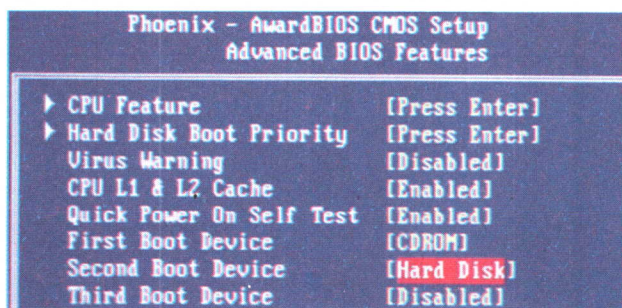 Phoenix - AwardBIOS CMOS Setup
Advanced BIOS Features
CPU Feature [Press Enter]
Hard Disk Boot Priority [Press Enter]
Virus Warning [Disabled]
CPU L1 & L2 Cache [Enabled]
Quick Power On Self Test [Enabled]
First Boot Device [CDROM]
Second Boot Device [Hard Disk]
Third Boot Device [Disabled]